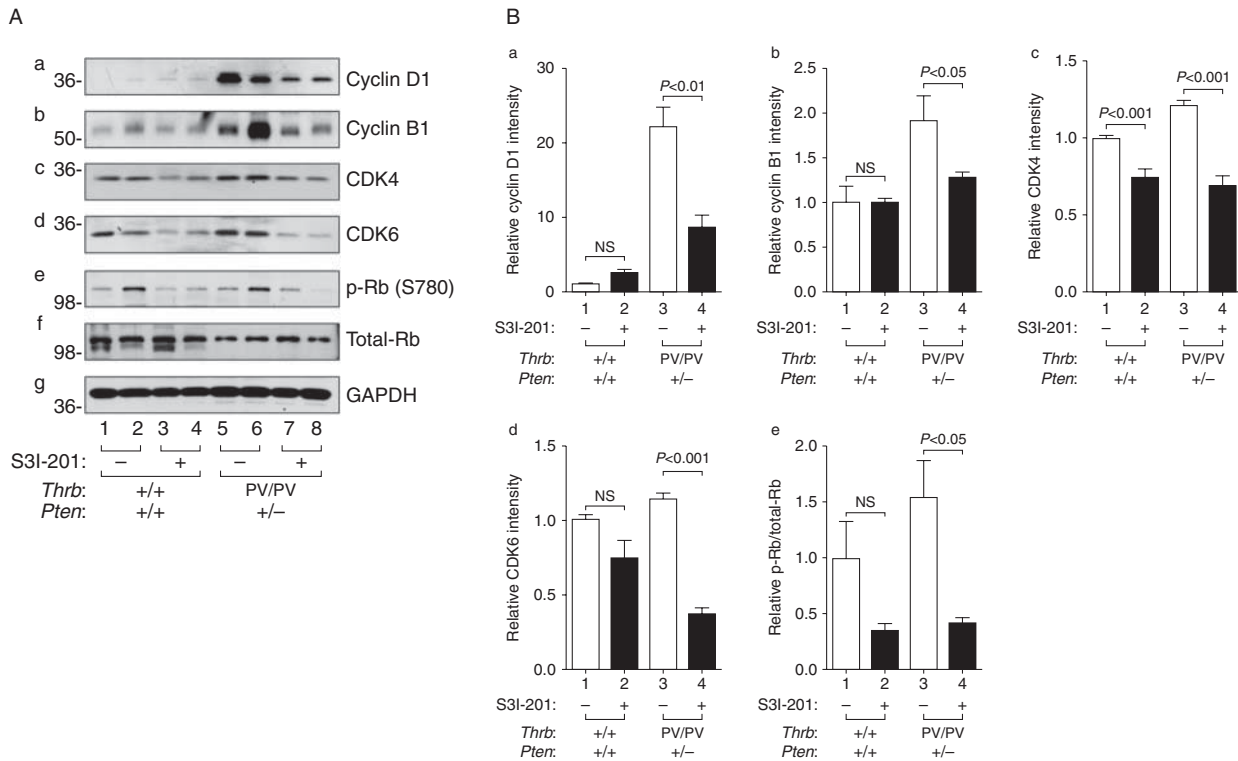 A
a
36-
Cyclin D1
b
50-
Cyclin B1
c
36-
CDK4
d
36-
CDK6
e
98-
p-Rb (S780)
f
98-
Total-Rb
g
36-
GAPDH
1 2 3 4 5 6 7 8
S3I-201: – + – +
Thrb: +/+ PV/PV
Pten: +/+ +/–
B
a
Relative cyclin D1 intensity
30
20
10
0
NS
P<0.01
1 2 3 4
S3I-201: – + – +
Thrb: +/+ PV/PV
Pten: +/+ +/–
b
Relative cyclin B1 intensity
2.5
2.0
1.5
1.0
0.5
0.0
NS
P<0.05
1 2 3 4
S3I-201: – + – +
Thrb: +/+ PV/PV
Pten: +/+ +/–
c
Relative CDK4 intensity
1.5
1.0
0.5
0.0
P<0.001
P<0.001
1 2 3 4
S3I-201: – + – +
Thrb: +/+ PV/PV
Pten: +/+ +/–
d
Relative CDK6 intensity
1.5
1.0
0.5
0.0
NS
P<0.001
1 2 3 4
S3I-201: – + – +
Thrb: +/+ PV/PV
Pten: +/+ +/–
e
Relative p-Rb/total-Rb
2.0
1.5
1.0
0.5
0.0
NS
P<0.05
1 2 3 4
S3I-201: – + – +
Thrb: +/+ PV/PV
Pten: +/+ +/–